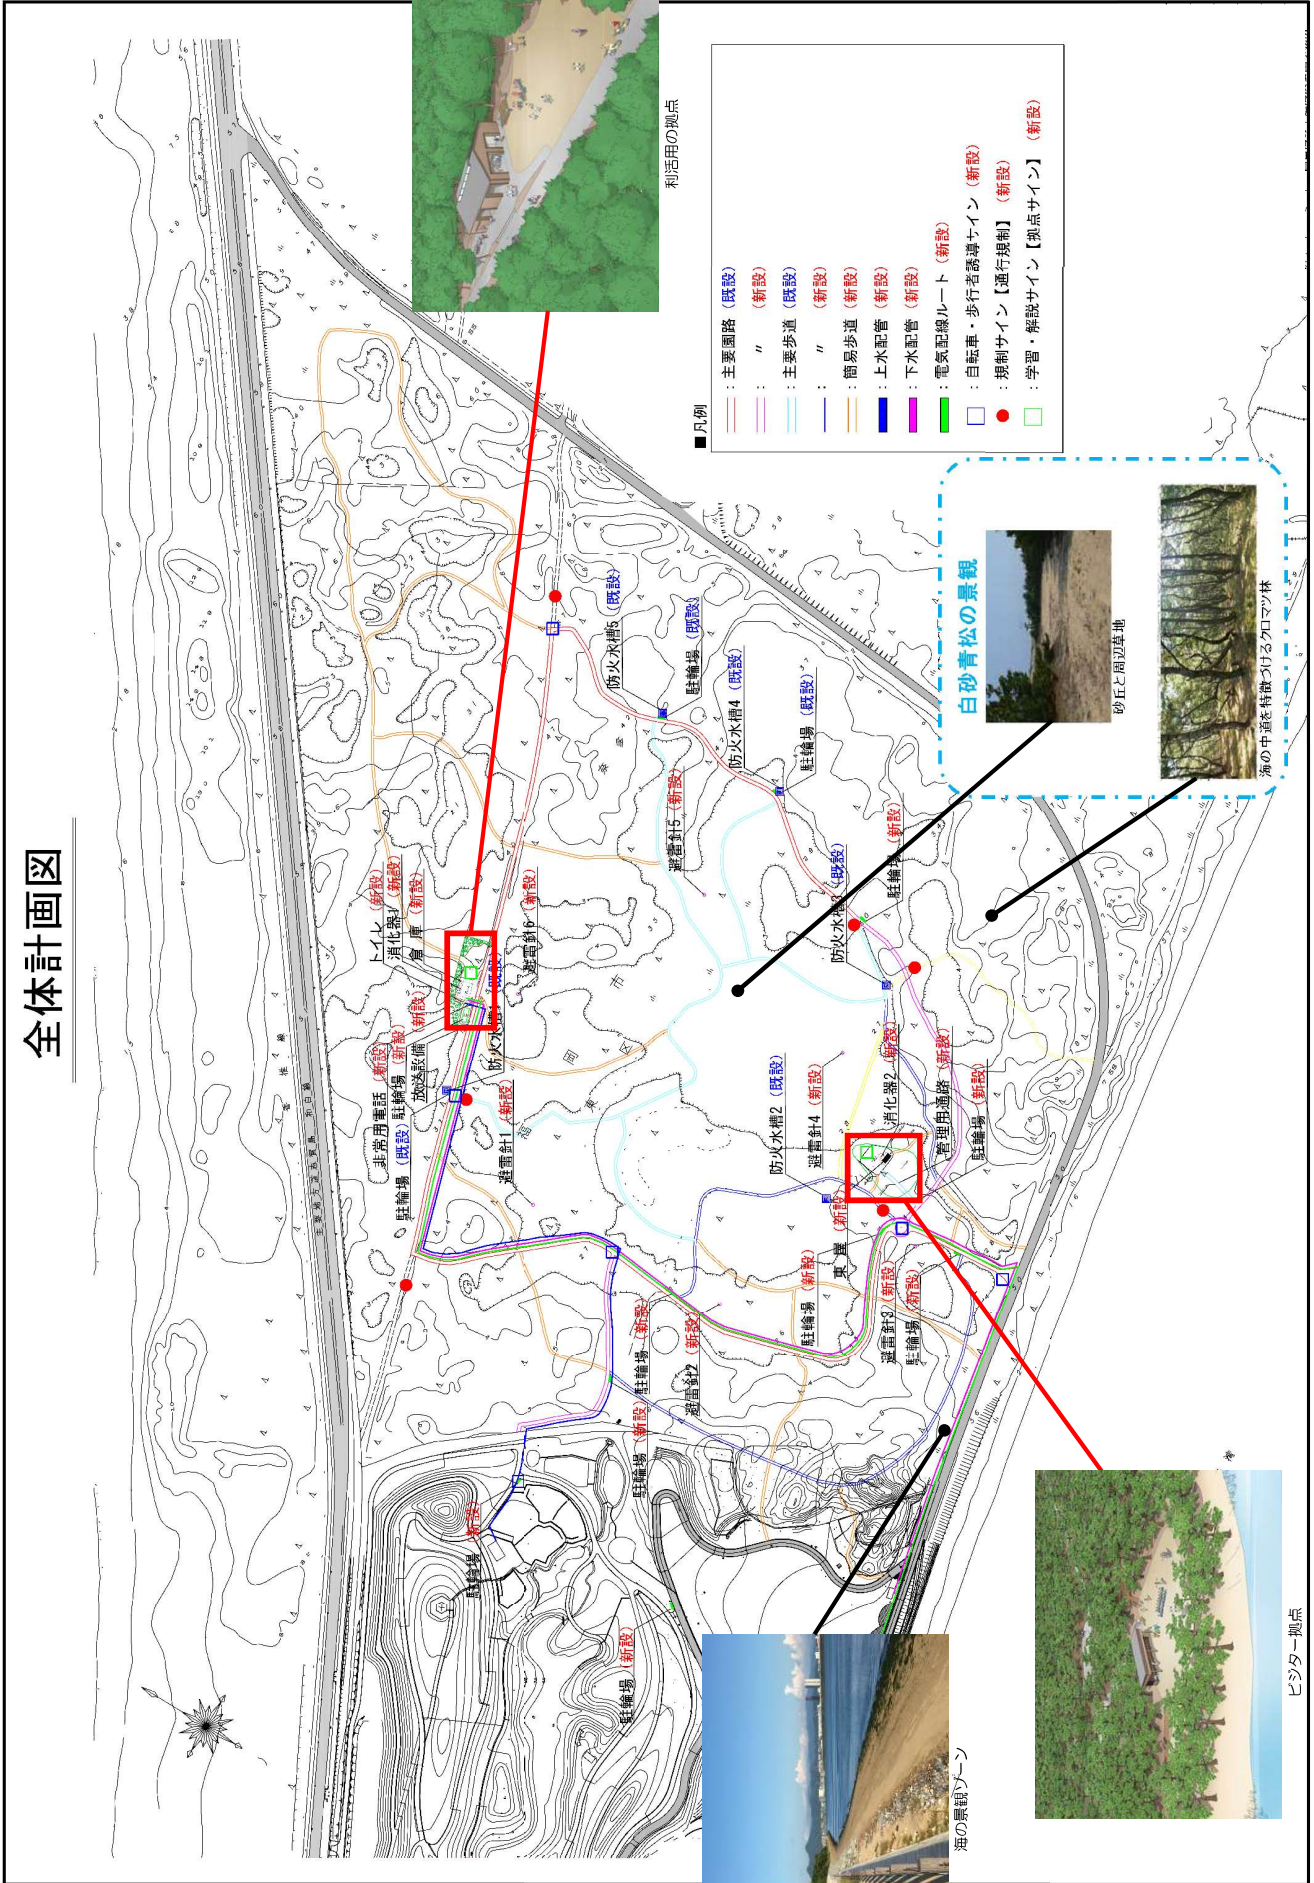 全体計画図
利活用の拠点
■凡例
：主要園路（既設）
：　〃　（新設）
：主要歩道（既設）
：　〃　（新設）
：簡易歩道（新設）
：上水配管（新設）
：下水配管（新設）
：電気配線ルート（新設）
：自転車・歩行者誘導サイン（新設）
：規制サイン【通行規制】（新設）
：学習・解説サイン【拠点サイン】（新設）
白砂青松の景観
砂丘と周辺草地
海の中道を特徴づけるクロマツ林
トイレ（新設）
消化器1（新設）
倉庫（新設）
避雷針6（新設）
非常用電話（新設）
駐輪場（既設）
駐輪場（新設）
放送設備（新設）
防火水槽1（既設）
避雷針1（新設）
防火水槽5（既設）
駐輪場（既設）
防火水槽4（既設）
駐輪場（既設）
避雷針5（新設）
防火水槽3（既設）
駐輪場（新設）
防火水槽2（既設）
避雷針4（新設）
消化器2（新設）
管理用通路（新設）
駐輪場（新設）
東屋（新設）
駐輪場（新設）
避雷針3（新設）
駐輪場（新設）
駐輪場（新設）
避雷針2（新設）
駐輪場（新設）
駐輪場（新設）
駐輪場（新設）
福
岡
市
東
区
海の景観ゾーン
ビジター拠点